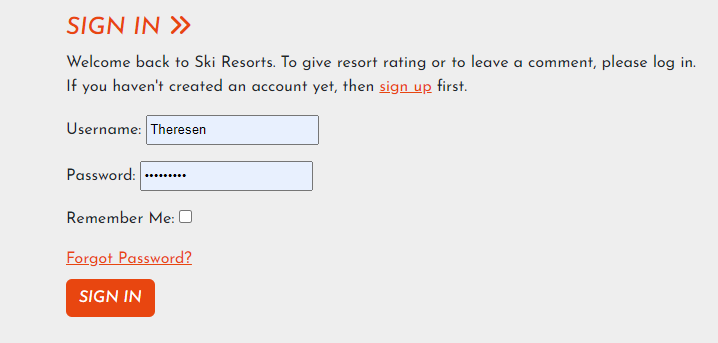 SIGN IN »
Welcome back to Ski Resorts. To give resort rating or to leave a comment, please log in.
If you haven't created an account yet, then sign up first.
Username: Theresen
Password: •••••••••
Remember Me:
Forgot Password?
SIGN IN